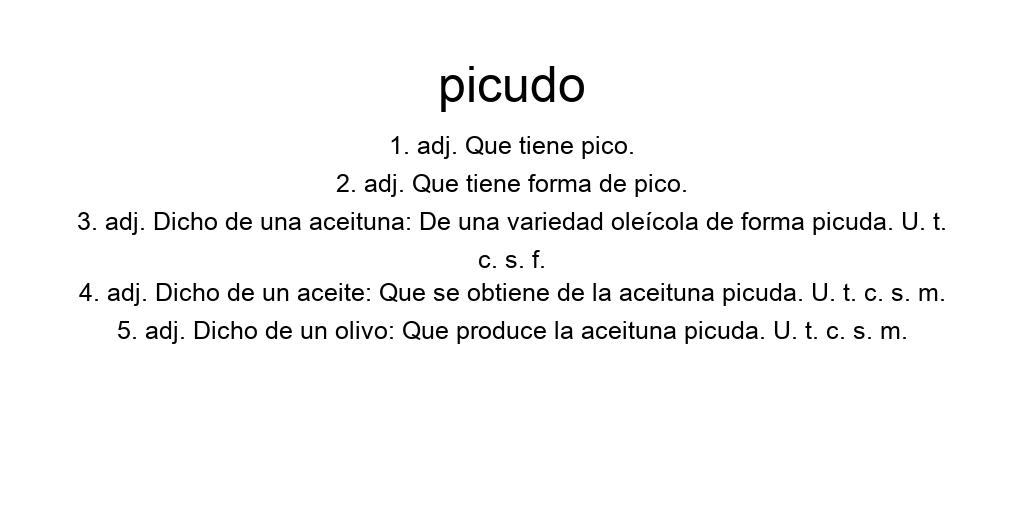 picudo
1. adj. Que tiene pico.
2. adj. Que tiene forma de pico.
3. adj. Dicho de una aceituna: De una variedad oleícola de forma picuda. U. t.
c. s. f.
4. adj. Dicho de un aceite: Que se obtiene de la aceituna picuda. U. t. c. s. m.
5. adj. Dicho de un olivo: Que produce la aceituna picuda. U. t. c. s. m.